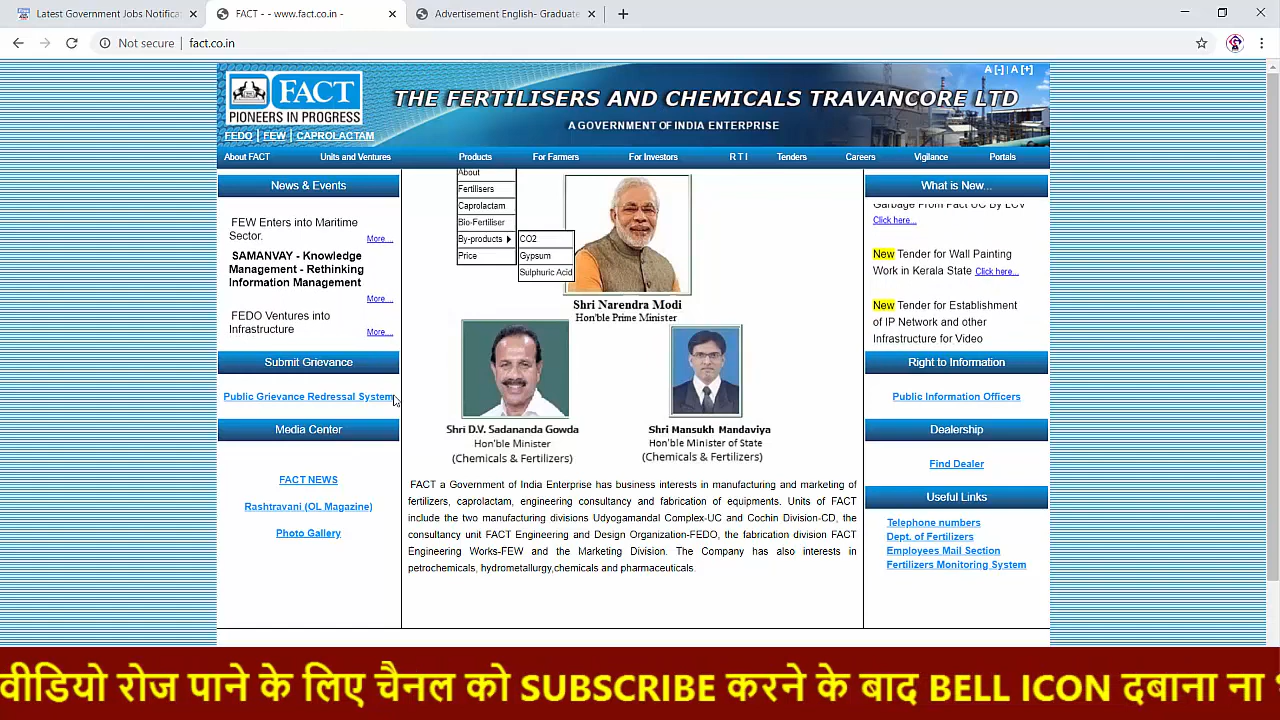 Latest Government Jobs Notificat
FACT - - www.fact.co.in -
Advertisement English- Graduate
Not secure | fact.co.in
A [-] | A [+]
FACT
PIONEERS IN PROGRESS
FEDO | FEW | CAPROLACTAM
THE FERTILISERS AND CHEMICALS TRAVANCORE LTD
A GOVERNMENT OF INDIA ENTERPRISE
About FACT Units and Ventures Products For Farmers For Investors R T I Tenders Careers Vigilance Portals
News & Events
FEW Enters into Maritime
Sector.
More...
SAMANVAY - Knowledge
Management - Rethinking
Information Management
More...
FEDO Ventures into
Infrastructure
More...
Submit Grievance
Public Grievance Redressal System
Media Center
FACT NEWS
Rashtravani (OL Magazine)
Photo Gallery
About
Fertilisers
Caprolactam
Bio-Fertiliser
By-products
Price
CO2
Gypsum
Sulphuric Acid
Shri Narendra Modi
Hon'ble Prime Minister
Shri D.V. Sadananda Gowda
Hon'ble Minister
(Chemicals & Fertilizers)
Shri Mansukh Mandaviya
Hon'ble Minister of State
(Chemicals & Fertilizers)
FACT a Government of India Enterprise has business interests in manufacturing and marketing of
fertilizers, caprolactam, engineering consultancy and fabrication of equipments. Units of FACT
include the two manufacturing divisions Udyogamandal Complex-UC and Cochin Division-CD, the
consultancy unit FACT Engineering and Design Organization-FEDO, the fabrication division FACT
Engineering Works-FEW and the Marketing Division. The Company has also interests in
petrochemicals, hydrometallurgy,chemicals and pharmaceuticals.
What is New...
Garbage From Fact UC By LCV
Click here...
New Tender for Wall Painting
Work in Kerala State Click here...
New Tender for Establishment
of IP Network and other
Infrastructure for Video
Right to Information
Public Information Officers
Dealership
Find Dealer
Useful Links
Telephone numbers
Dept. of Fertilizers
Employees Mail Section
Fertilizers Monitoring System
वीडियो रोज पाने के लिए चैनल को SUBSCRIBE करने के बाद BELL ICON दबाना ना